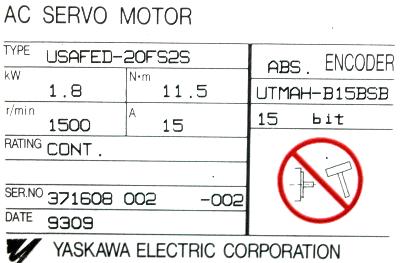 AC SERVO MOTOR
TYPE USAFED-20FS2S
kW 1.8 N·m 11.5
r/min 1500 A 15
RATING CONT.
SER.NO 371608 002 -002
DATE 9309
ABS. ENCODER
UTMAH-B15BSB
15 bit
YASKAWA ELECTRIC CORPORATION